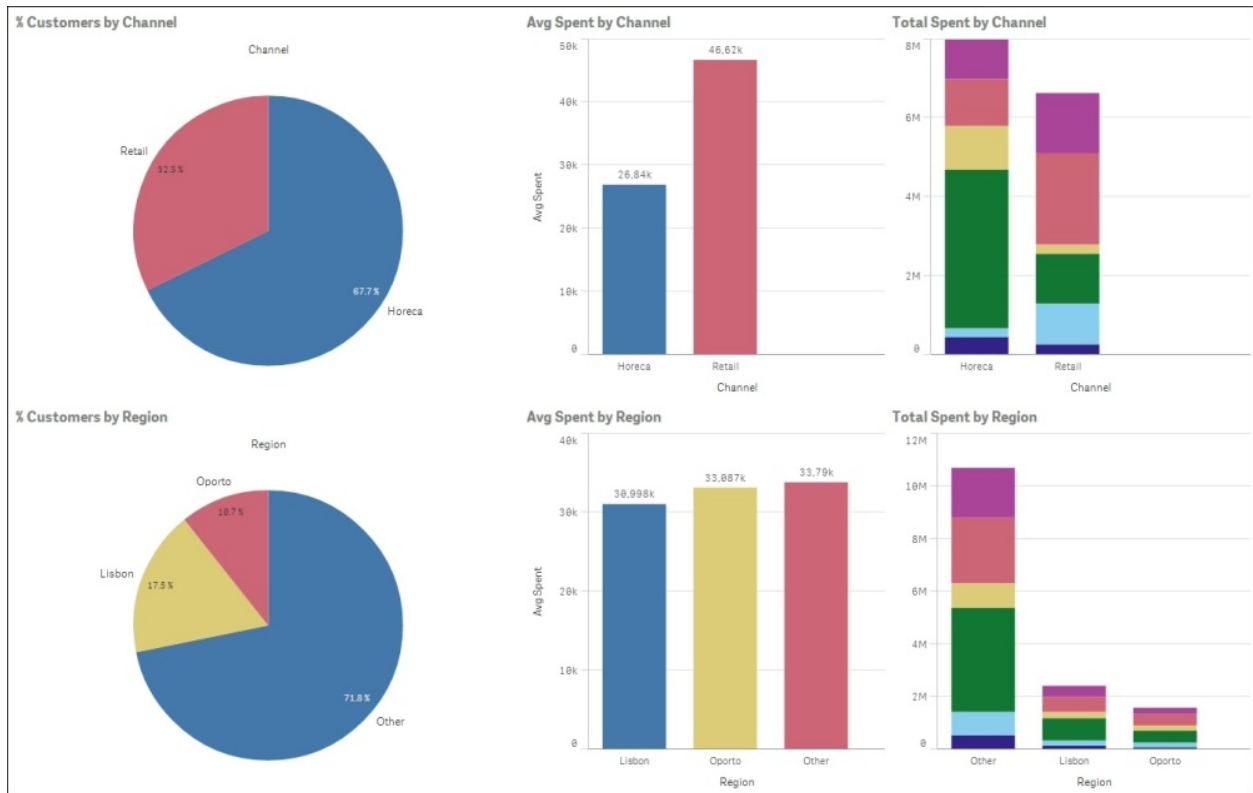 % Customers by Channel
Channel
Retail
32.3 %
67.7 %
Horeca
Avg Spent by Channel
50k
46,62k
40k
30k
26,84k
Avg Spent
20k
10k
0
Horeca Retail
Channel
Total Spent by Channel
8M
6M
4M
2M
0
Horeca Retail
Channel
% Customers by Region
Region
Oporto
10.7 %
Lisbon
17.5 %
71.8 %
Other
Avg Spent by Region
40k
30,998k 33,087k 33,79k
30k
Avg Spent
20k
10k
0
Lisbon Oporto Other
Region
Total Spent by Region
12M
10M
8M
6M
4M
2M
0
Other Lisbon Oporto
Region